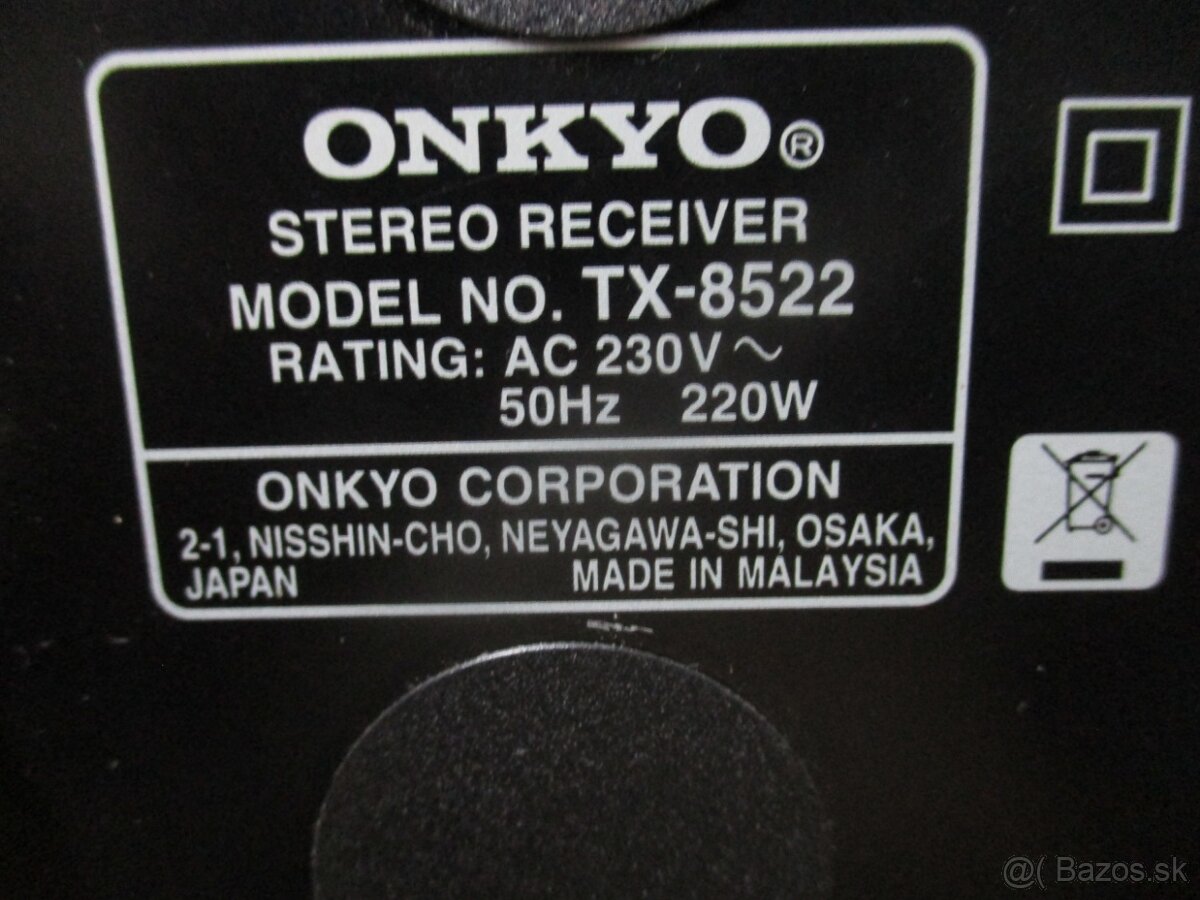 ONKYO®
STEREO RECEIVER
MODEL NO. TX-8522
RATING: AC 230V~
50Hz 220W
ONKYO CORPORATION
2-1, NISSHIN-CHO, NEYAGAWA-SHI, OSAKA,
JAPAN MADE IN MALAYSIA
@( Bazos.sk